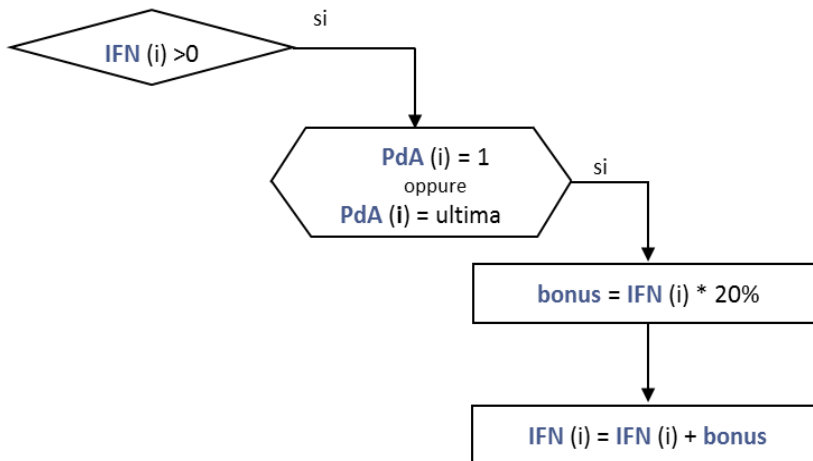 si
IFN (i) >0
PdA (i) = 1
oppure
PdA (i) = ultima
si
bonus = IFN (i) * 20%
IFN (i) = IFN (i) + bonus